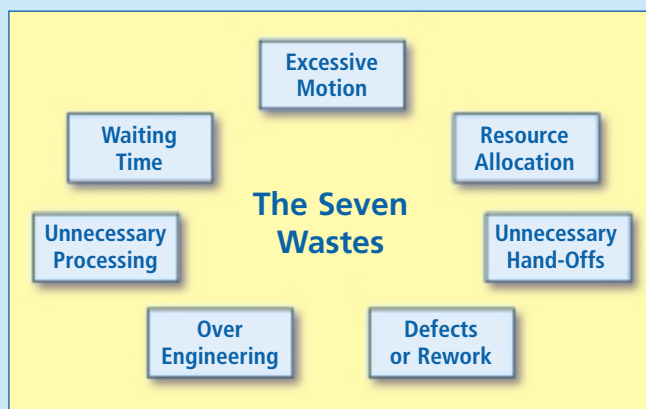 Excessive
Motion
Waiting
Time
Resource
Allocation
The Seven
Wastes
Unnecessary
Processing
Unnecessary
Hand-Offs
Over
Engineering
Defects
or Rework